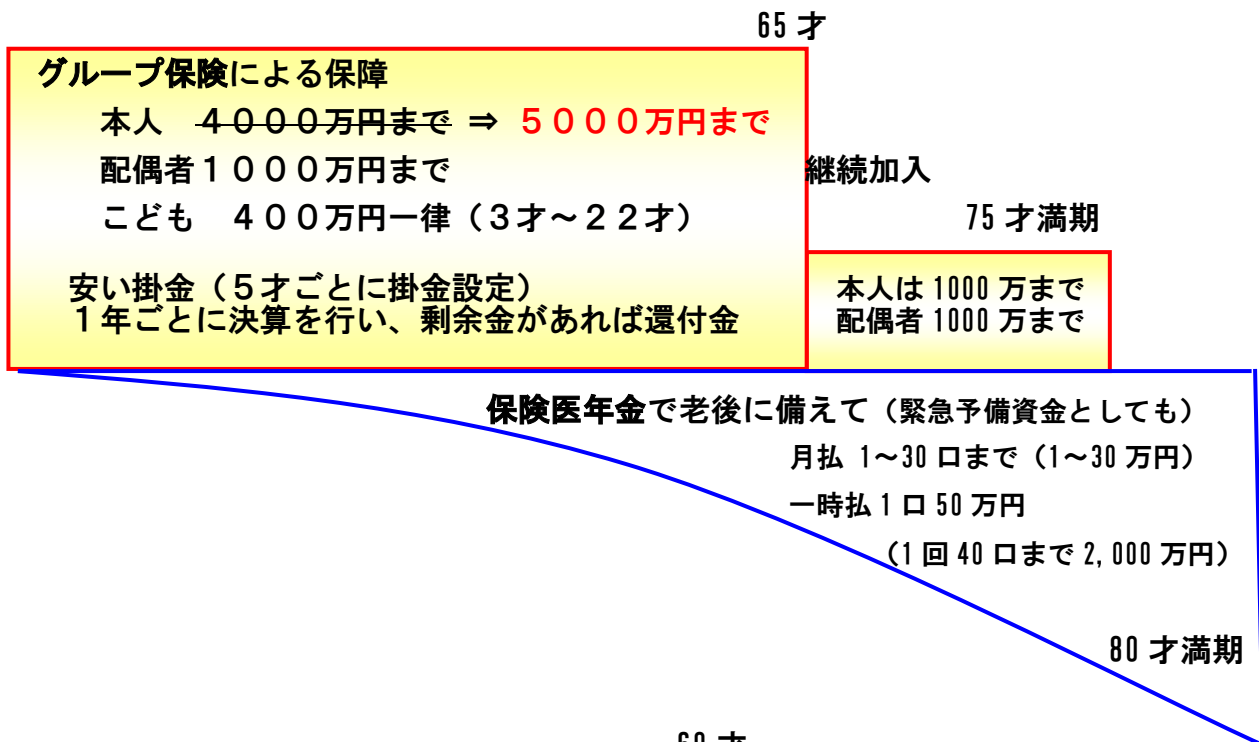 65才
グループ保険による保障
本人 4000万円まで ⇒ 5000万円まで
配偶者1000万円まで
継続加入
こども 400万円一律（3才～22才）
75才満期
安い掛金（5才ごとに掛金設定）
1年ごとに決算を行い、剰余金があれば還付金
本人は1000万まで
配偶者1000万まで
保険医年金で老後に備えて（緊急予備資金としても）
月払 1～30口まで（1～30万円）
一時払1口50万円
（1回40口まで2,000万円）
80才満期